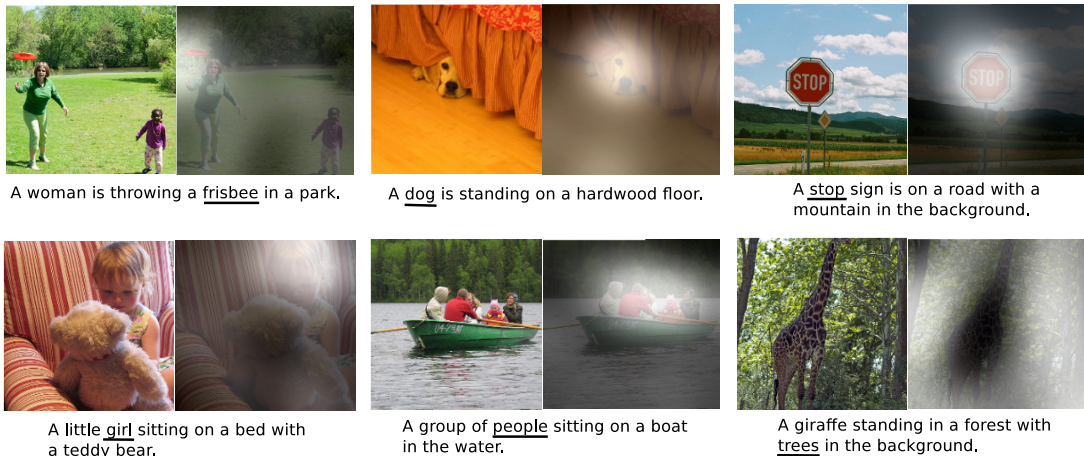 A woman is throwing a frisbee in a park.
A dog is standing on a hardwood floor.
STOP
STOP
A stop sign is on a road with a
mountain in the background.
A little girl sitting on a bed with
a teddy bear.
A group of people sitting on a boat
in the water.
A giraffe standing in a forest with
trees in the background.